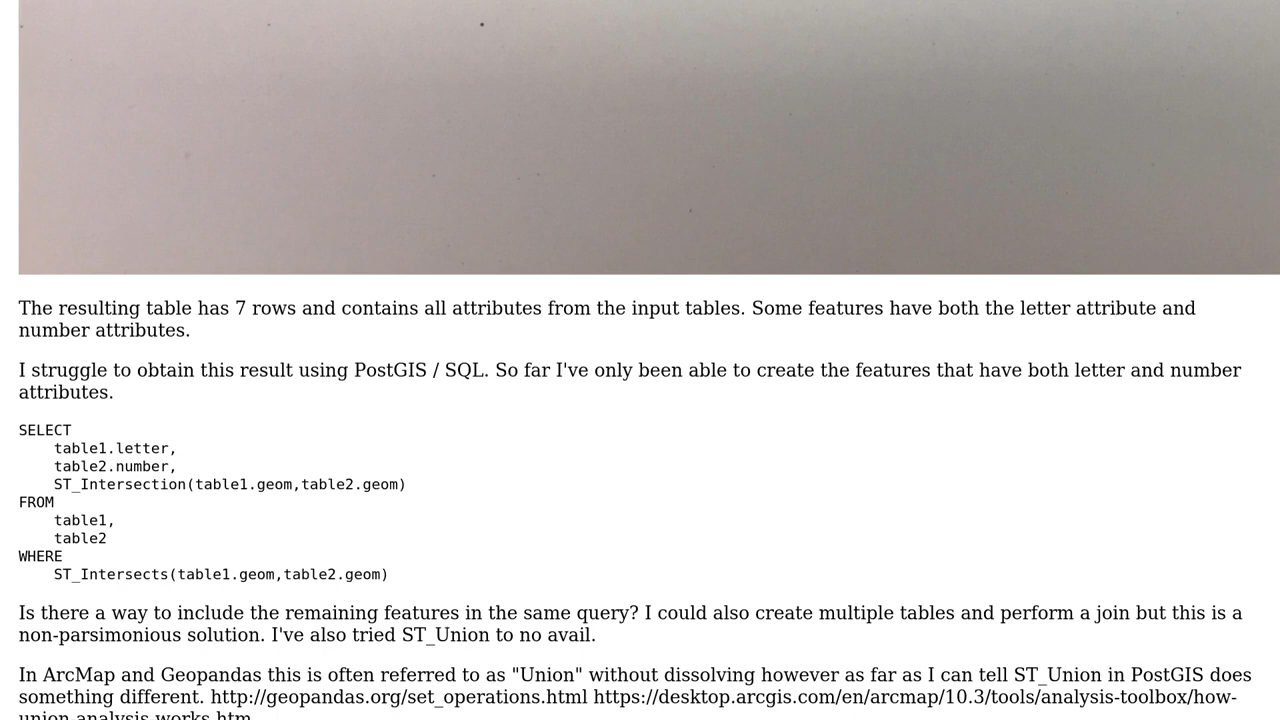 The resulting table has 7 rows and contains all attributes from the input tables. Some features have both the letter attribute and
number attributes.
I struggle to obtain this result using PostGIS / SQL. So far I've only been able to create the features that have both letter and number
attributes.
SELECT
    table1.letter,
    table2.number,
    ST_Intersection(table1.geom,table2.geom)
FROM
    table1,
    table2
WHERE
    ST_Intersects(table1.geom,table2.geom)
Is there a way to include the remaining features in the same query? I could also create multiple tables and perform a join but this is a
non-parsimonious solution. I've also tried ST_Union to no avail.
In ArcMap and Geopandas this is often referred to as "Union" without dissolving however as far as I can tell ST_Union in PostGIS does
something different. http://geopandas.org/set_operations.html https://desktop.arcgis.com/en/arcmap/10.3/tools/analysis-toolbox/how-
union-analysis works.htm